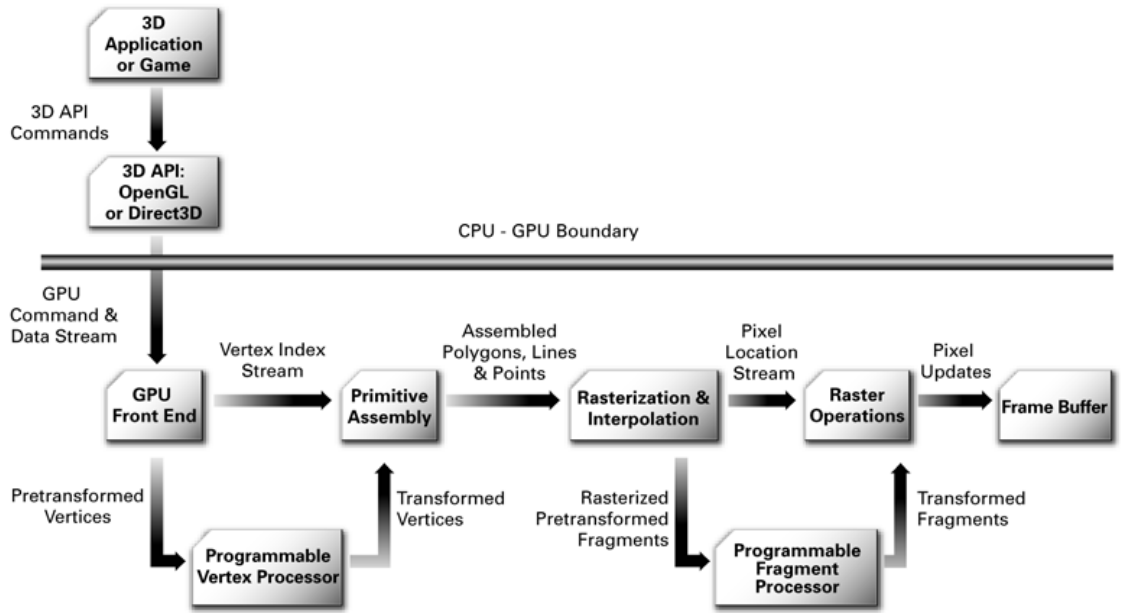 3D
Application
or Game
3D API
Commands
3D API:
OpenGL
or Direct3D
CPU - GPU Boundary
GPU
Command &
Data Stream
Vertex Index
Stream
Assembled
Polygons, Lines
& Points
Pixel
Location
Stream
Pixel
Updates
GPU
Front End
Primitive
Assembly
Rasterization &
Interpolation
Raster
Operations
Frame Buffer
Pretransformed
Vertices
Transformed
Vertices
Rasterized
Pretransformed
Fragments
Transformed
Fragments
Programmable
Vertex Processor
Programmable
Fragment
Processor